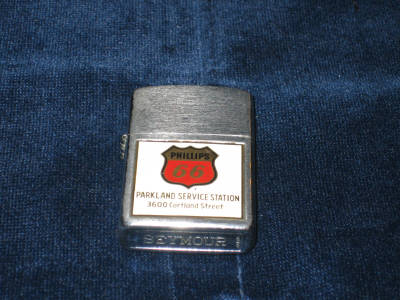 PHILLIPS
66
PARKLAND SERVICE STATION
3600 Cortland Street
SEYMOUR